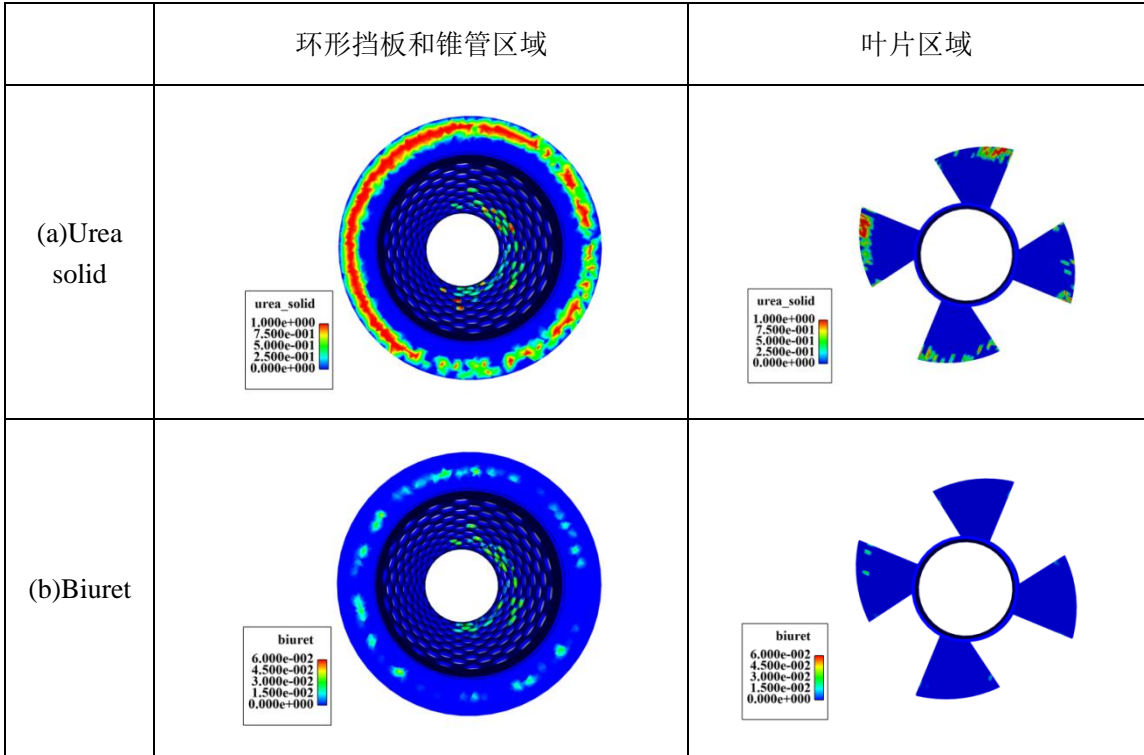 环形挡板和锥管区域
叶片区域
(a)Urea
solid
urea_solid
1.000e+000
7.500e-001
5.000e-001
2.500e-001
0.000e+000
urea_solid
1.000e+000
7.500e-001
5.000e-001
2.500e-001
0.000e+000
(b)Biuret
biuret
6.000e-002
4.500e-002
3.000e-002
1.500e-002
0.000e+000
biuret
6.000e-002
4.500e-002
3.000e-002
1.500e-002
0.000e+000